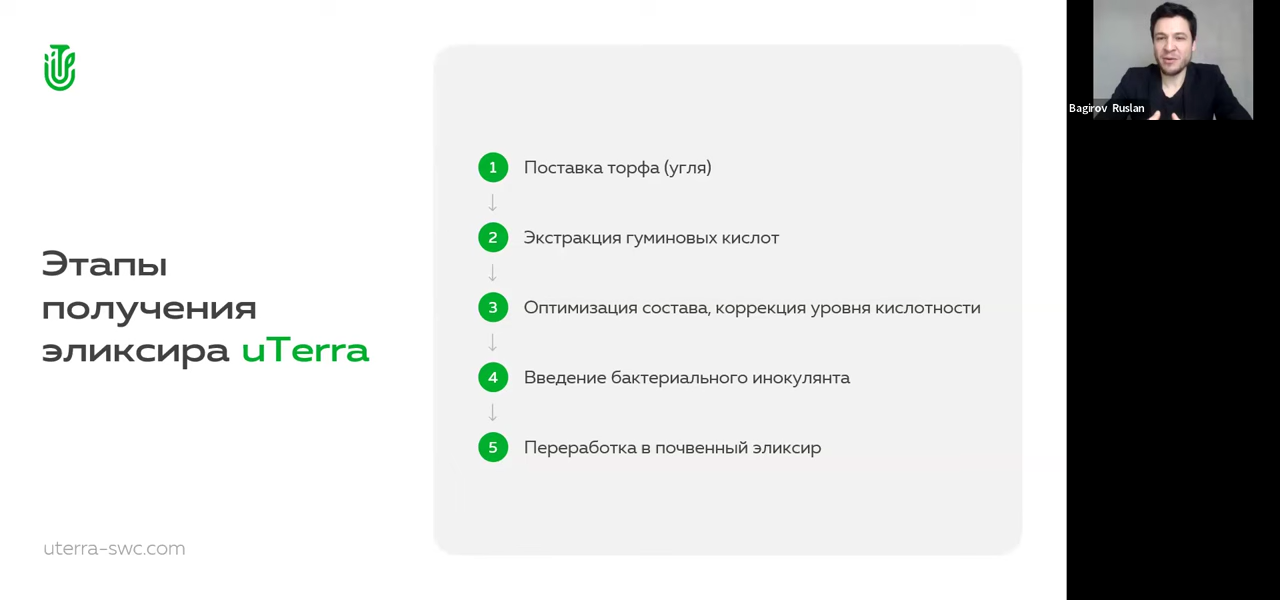 Этапы
получения
эликсира uTerra
uterra-swc.com
1 Поставка торфа (угля)
↓
2 Экстракция гуминовых кислот
↓
3 Оптимизация состава, коррекция уровня кислотности
↓
4 Введение бактериального инокулянта
↓
5 Переработка в почвенный эликсир
Bagirov Ruslan